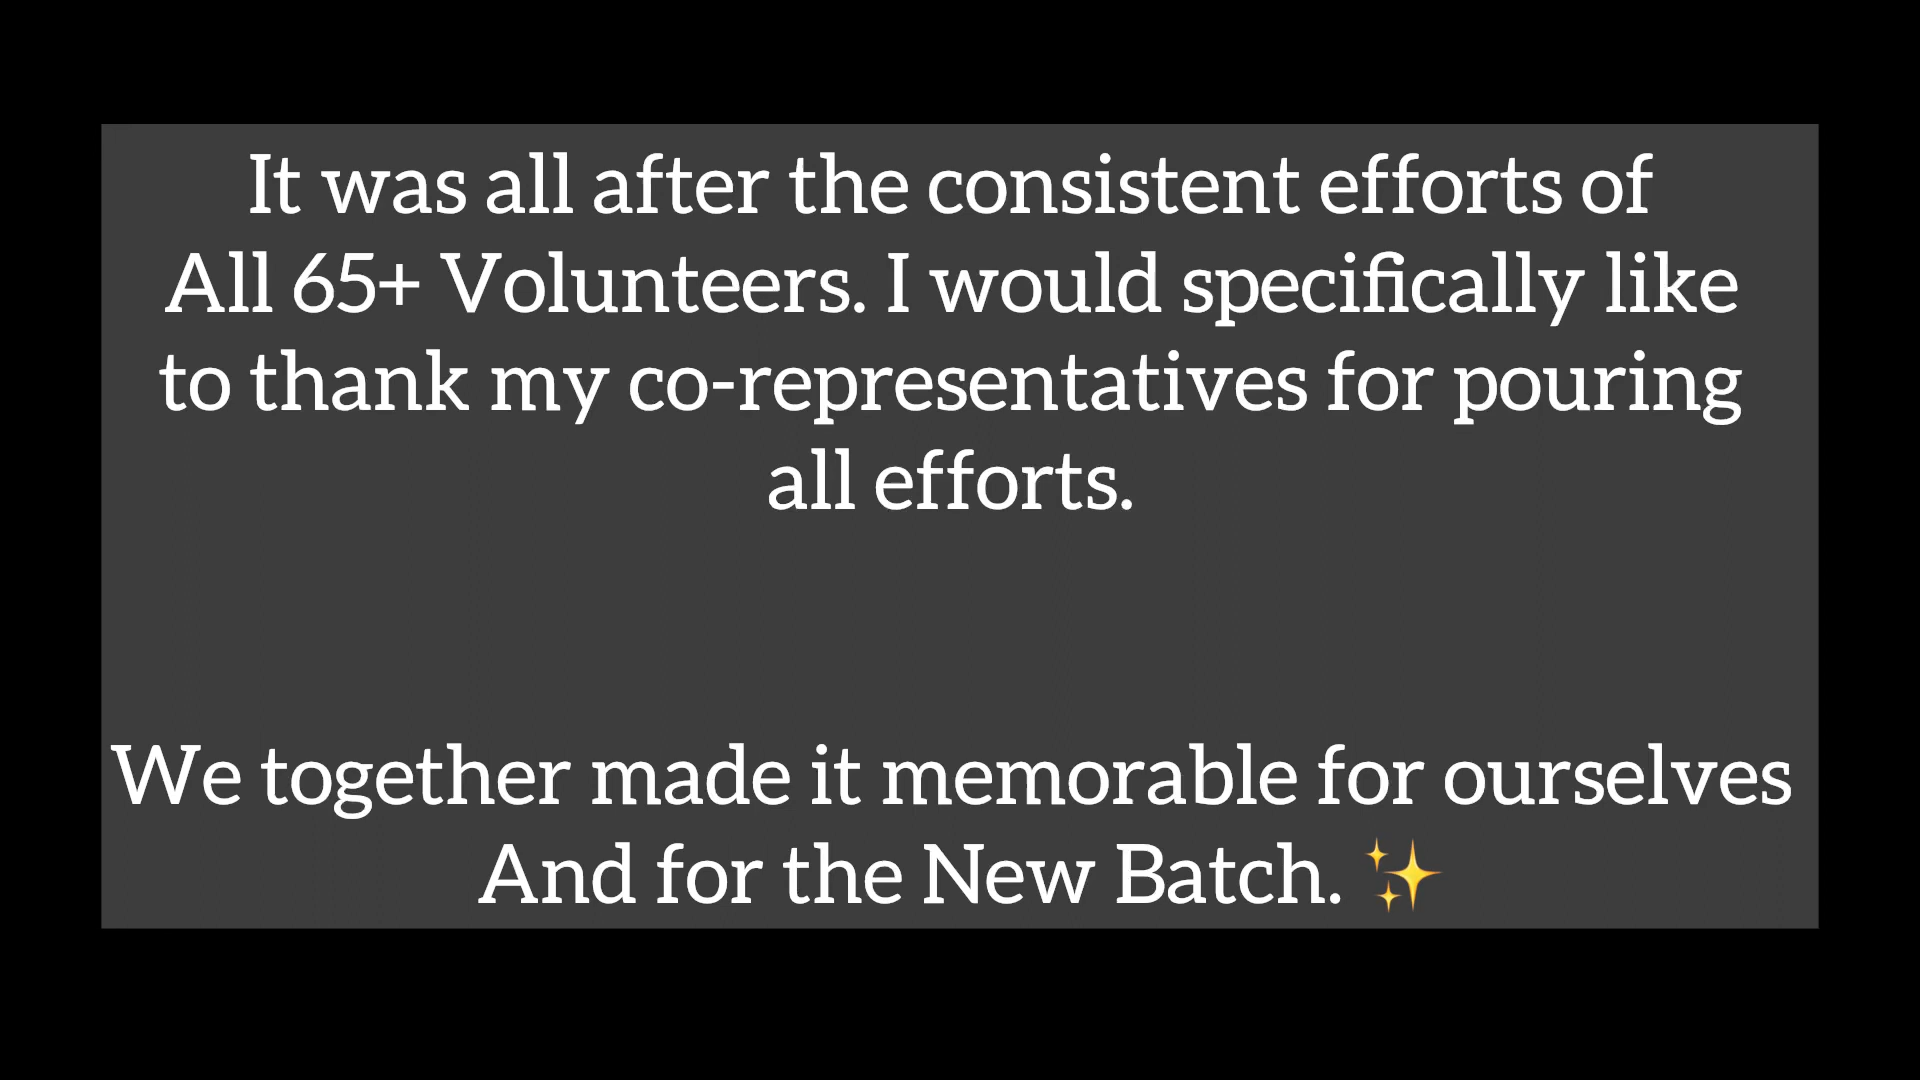 It was all after the consistent efforts of
All 65+ Volunteers. I would specifically like
to thank my co-representatives for pouring
all efforts.
We together made it memorable for ourselves
And for the New Batch. ✨